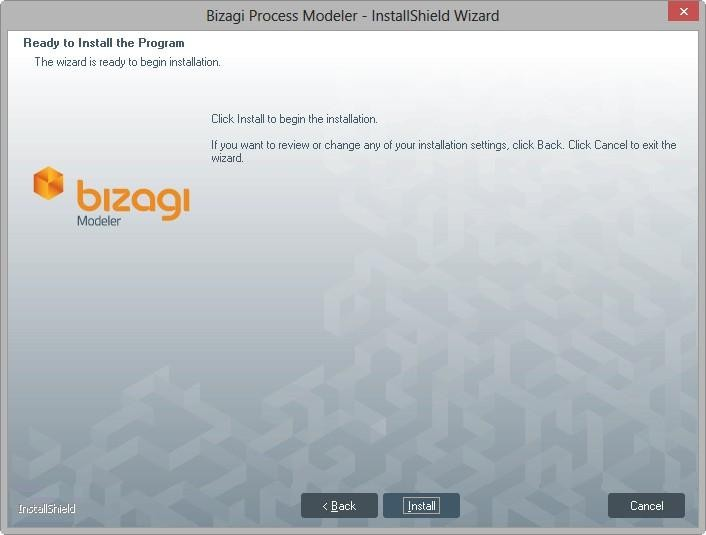 Bizagi Process Modeler - InstallShield Wizard
Ready to Install the Program
The wizard is ready to begin installation.
Click Install to begin the installation.
If you want to review or change any of your installation settings, click Back. Click Cancel to exit the
wizard.
bizagi
Modeler
InstallShield
< Back
Install
Cancel